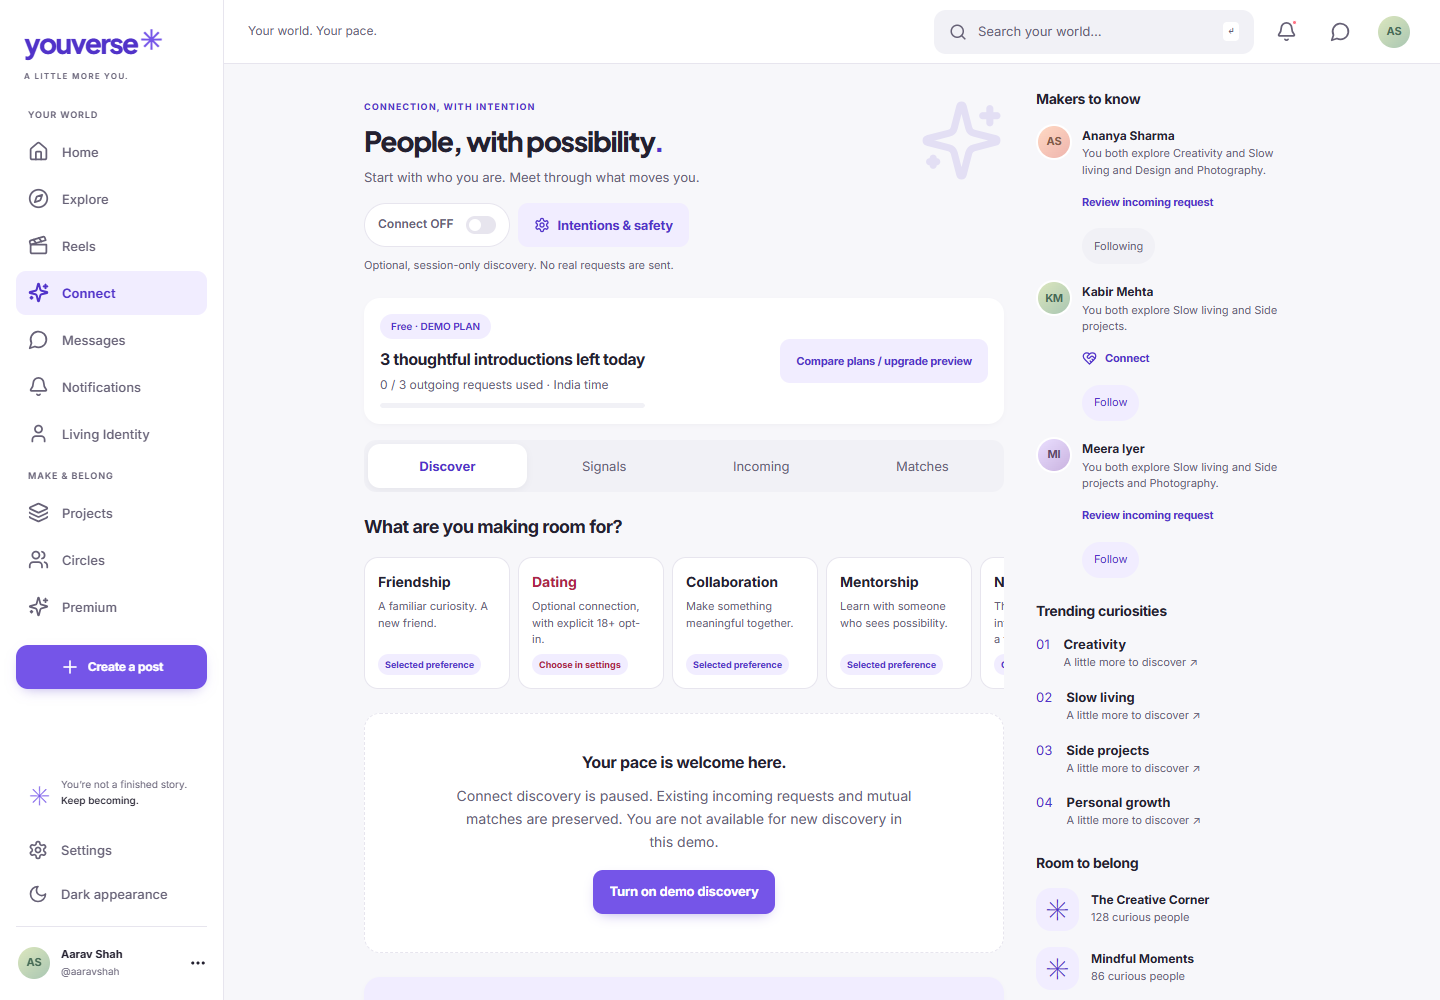 youverse
A LITTLE MORE YOU.
YOUR WORLD
Home
Explore
Reels
Connect
Messages
Notifications
Living Identity
MAKE & BELONG
Projects
Circles
Premium
Create a post
You're not a finished story.
Keep becoming.
Settings
Dark appearance
AS
Aarav Shah
@aaravshah
Your world. Your pace.
Search your world...
AS
CONNECTION, WITH INTENTION
People, with possibility.
Start with who you are. Meet through what moves you.
Connect OFF
Intentions & safety
Optional, session-only discovery. No real requests are sent.
Free · DEMO PLAN
3 thoughtful introductions left today
0 / 3 outgoing requests used · India time
Compare plans / upgrade preview
Discover
Signals
Incoming
Matches
What are you making room for?
Friendship
A familiar curiosity. A
new friend.
Selected preference
Dating
Optional connection,
with explicit 18+ opt-
in.
Choose in settings
Collaboration
Make something
meaningful together.
Selected preference
Mentorship
Learn with someone
who sees possibility.
Selected preference
Your pace is welcome here.
Connect discovery is paused. Existing incoming requests and mutual
matches are preserved. You are not available for new discovery in
this demo.
Turn on demo discovery
Makers to know
AS
Ananya Sharma
You both explore Creativity and Slow
living and Design and Photography.
Review incoming request
Following
KM
Kabir Mehta
You both explore Slow living and Side
projects.
Connect
Follow
MI
Meera Iyer
You both explore Slow living and Side
projects and Photography.
Review incoming request
Follow
Trending curiosities
01 Creativity
A little more to discover ↗
02 Slow living
A little more to discover ↗
03 Side projects
A little more to discover ↗
04 Personal growth
A little more to discover ↗
Room to belong
The Creative Corner
128 curious people
Mindful Moments
86 curious people